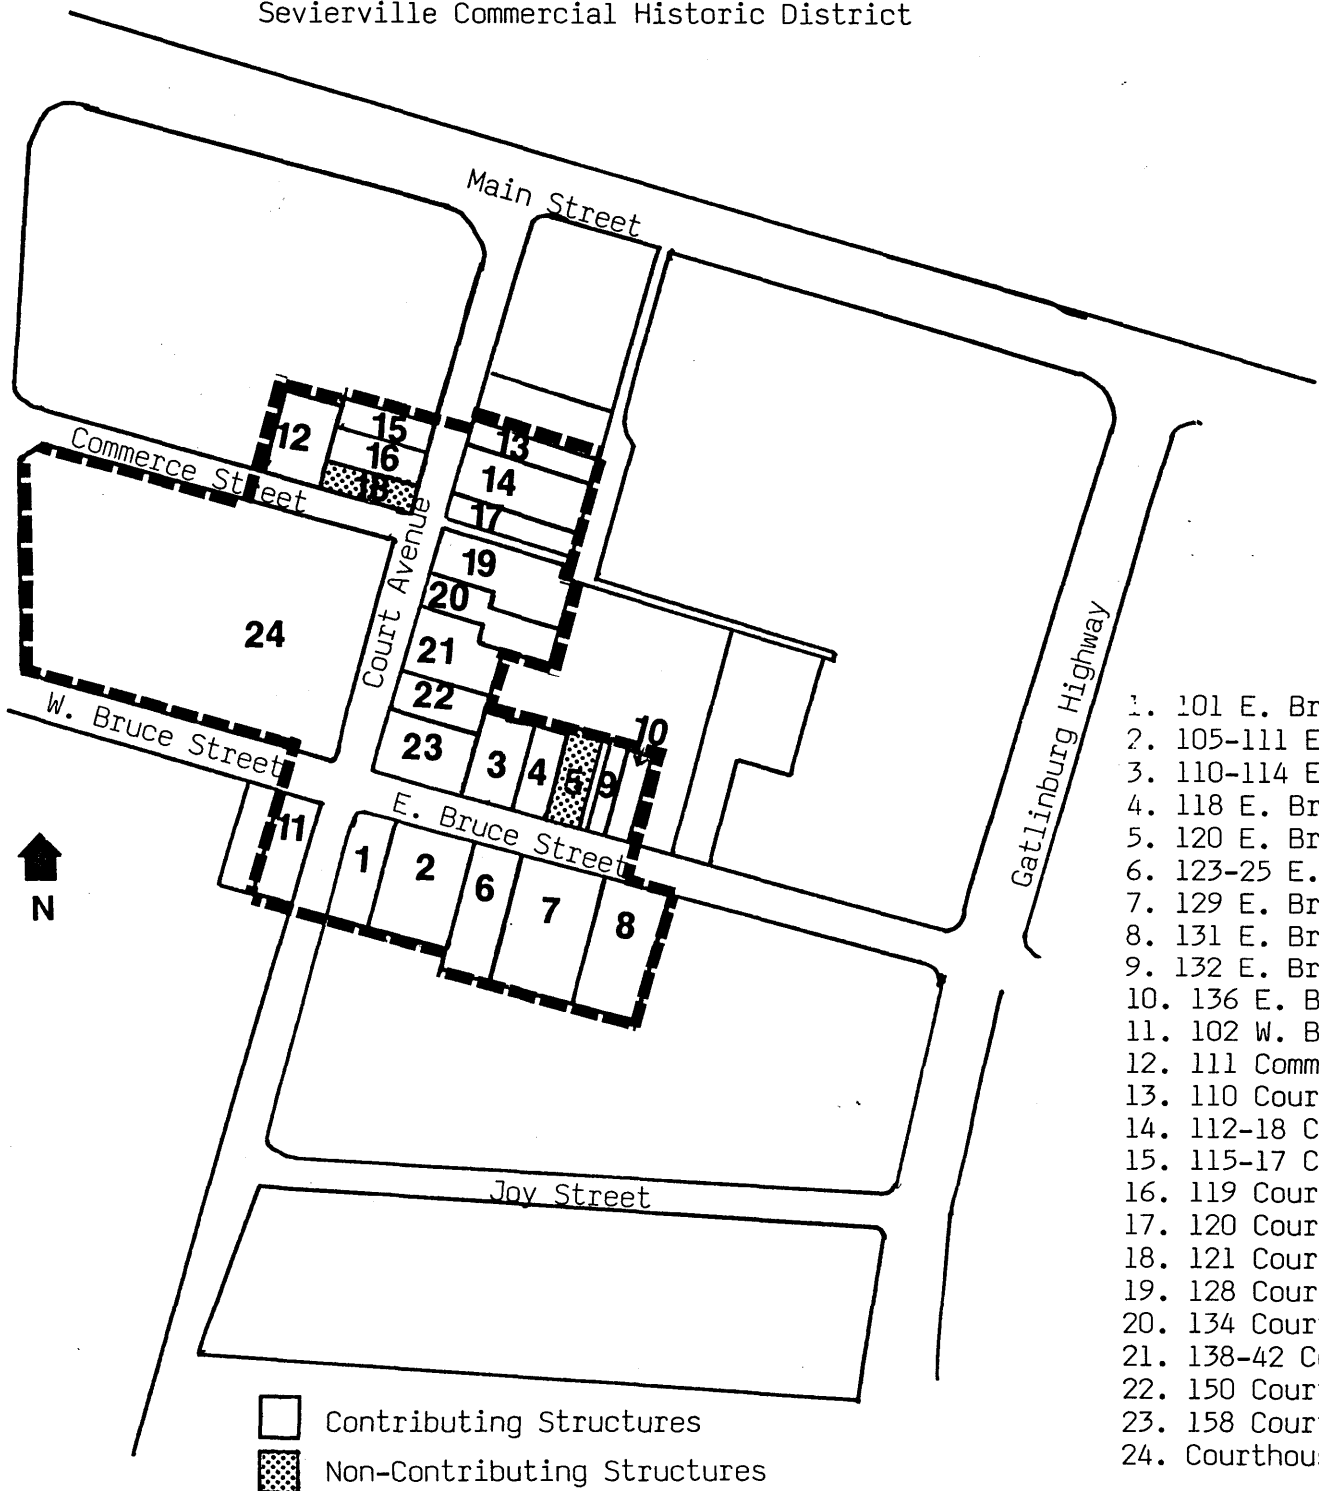 Sevierville Commercial Historic District
Main Street
12
15
16
18
13
14
17
Commerce Street
Court Avenue
19
20
21
22
23
24
W. Bruce Street
E. Bruce Street
3
4
5
9
10
11
1
2
6
7
8
Gatlinburg Highway
N
Joy Street
1. 101 E. Br
2. 105-111 E
3. 110-114 E
4. 118 E. Br
5. 120 E. Br
6. 123-25 E.
7. 129 E. Br
8. 131 E. Br
9. 132 E. Br
10. 136 E. B
11. 102 W. B
12. 111 Comm
13. 110 Cour
14. 112-18 C
15. 115-17 C
16. 119 Cour
17. 120 Cour
18. 121 Cour
19. 128 Cour
20. 134 Cour
21. 138-42 C
22. 150 Cour
23. 158 Cour
24. Courthous
Contributing Structures
Non-Contributing Structures